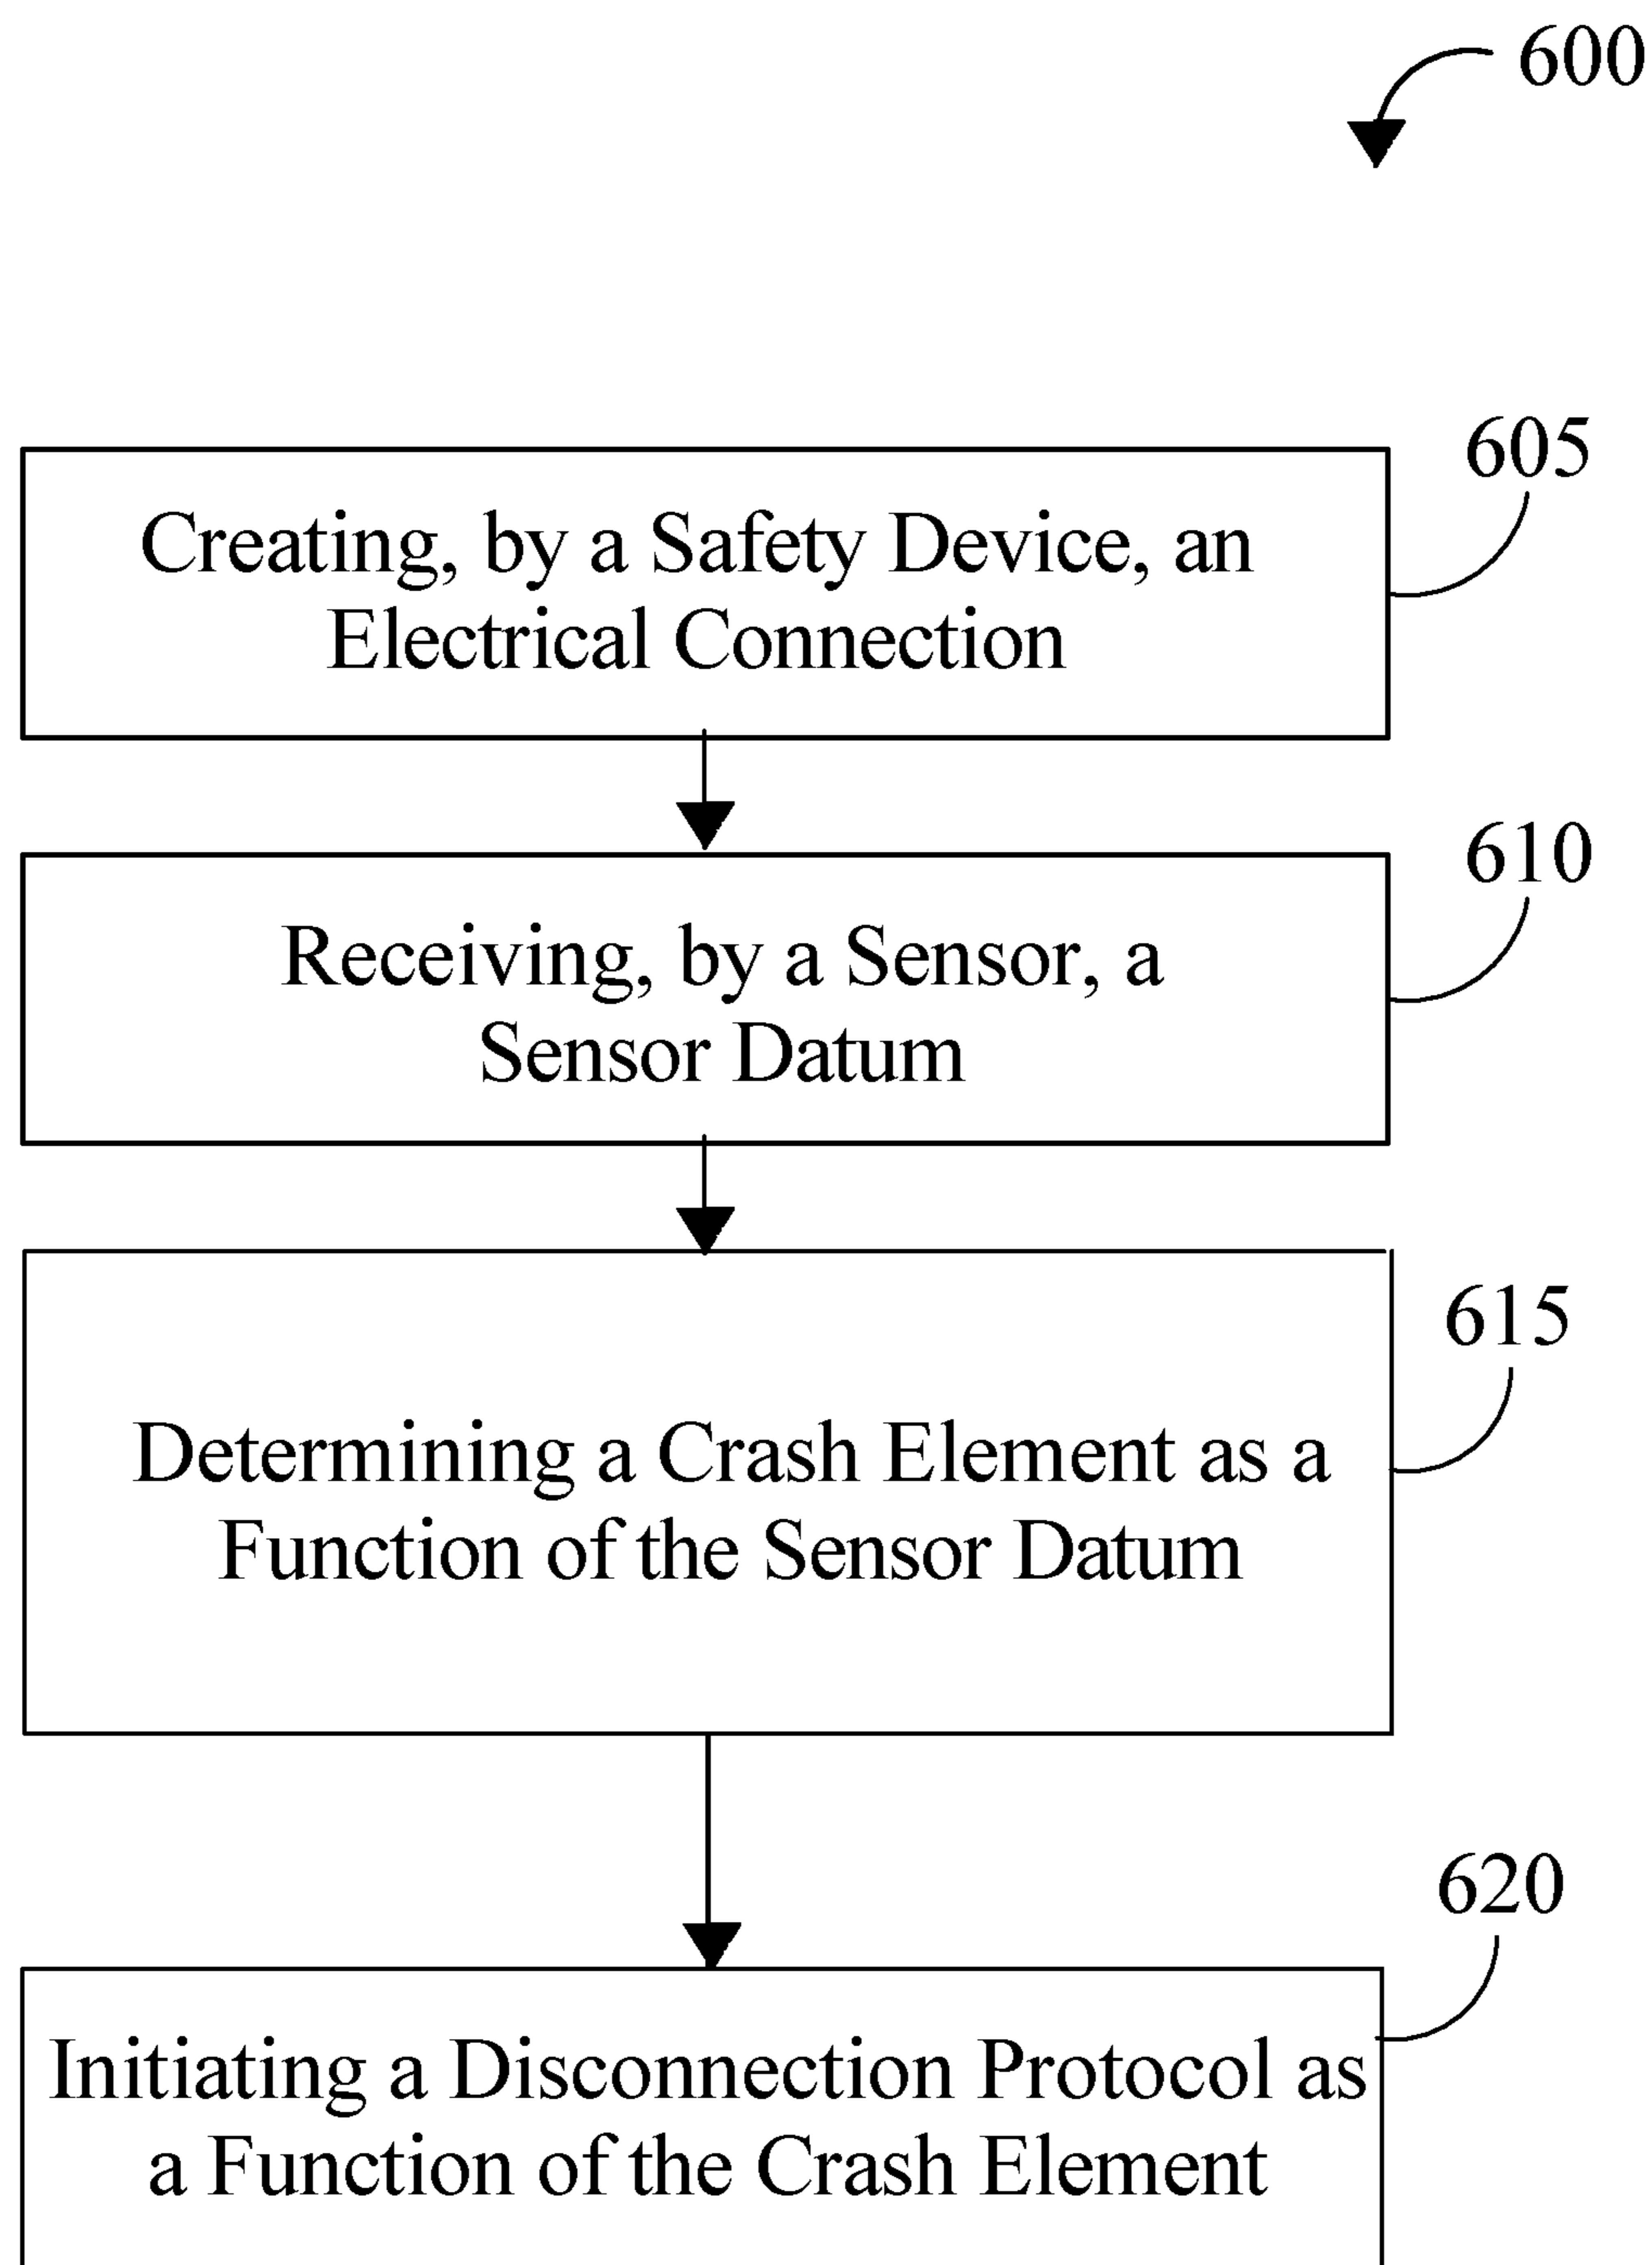 600
605
Creating, by a Safety Device, an
Electrical Connection
610
Receiving, by a Sensor, a
Sensor Datum
615
Determining a Crash Element as a
Function of the Sensor Datum
620
Initiating a Disconnection Protocol as
a Function of the Crash Element